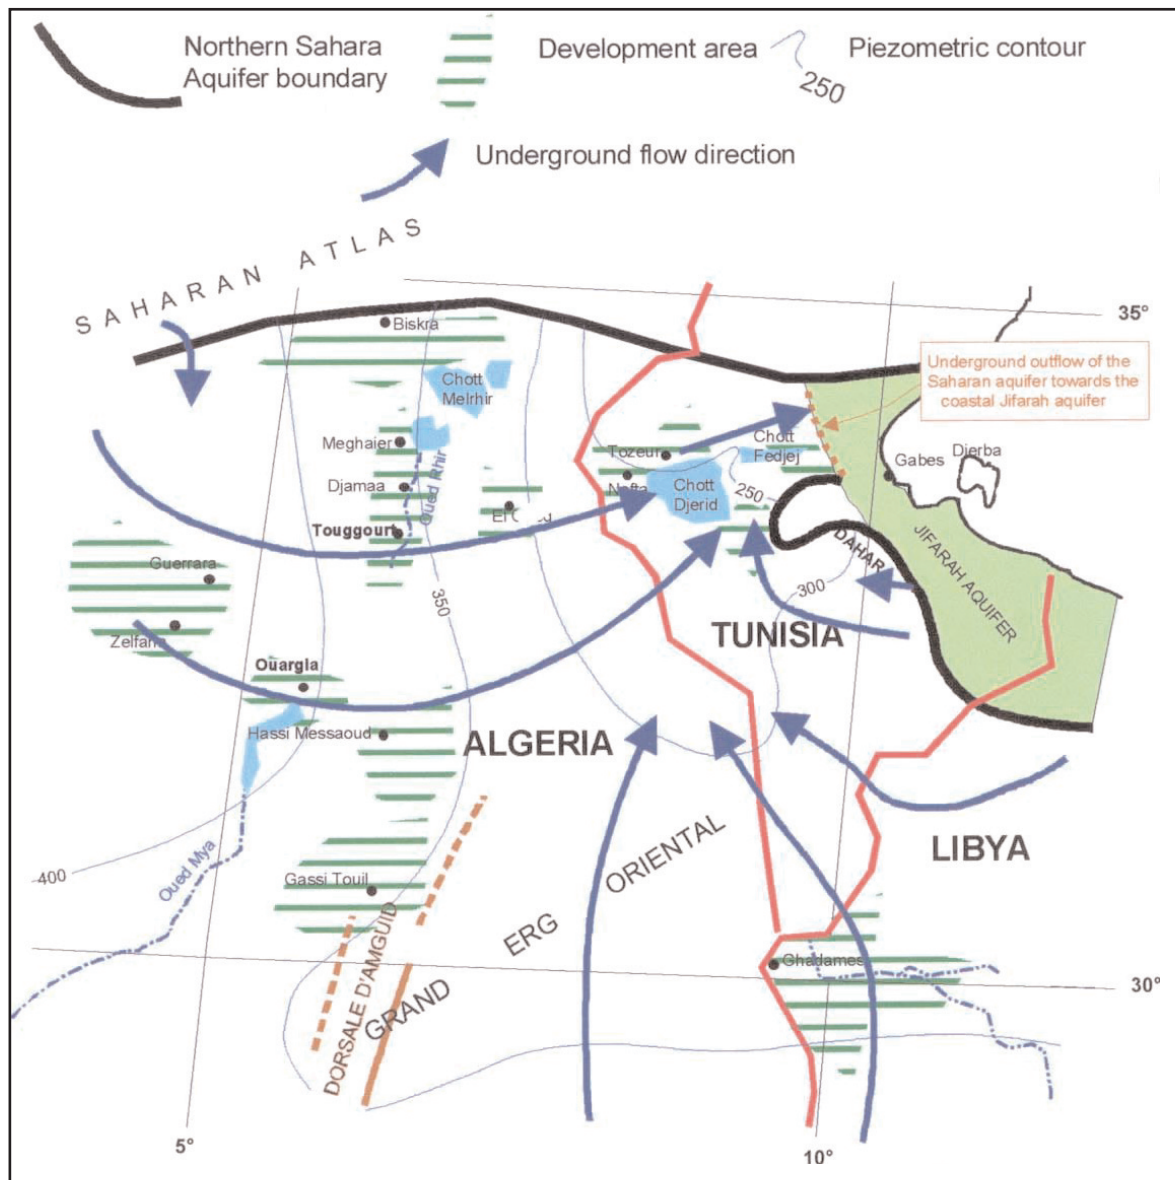 Northern Sahara
Aquifer boundary
Development area
Piezometric contour
250
Underground flow direction
SAHARAN ATLAS
35°
Biskra
Underground outflow of the
Saharan aquifer towards the
coastal Jifarah aquifer
Chott
Melrhir
Meghaier
Oued Rhir
Tozeur
Chott
Fedjej
Gabes
Djerba
Djamaa
Nefta
Chott
Djerid
250
Touggourt
DAHAR
JIFARAH AQUIFER
Guerrara
350
300
TUNISIA
Zelfana
Ouargla
Hassi Messaoud
ALGERIA
LIBYA
400
Oued Mya
Gassi Touil
GRAND ERG ORIENTAL
DORSALE D'AMGUID
Ghadames
30°
5°
10°